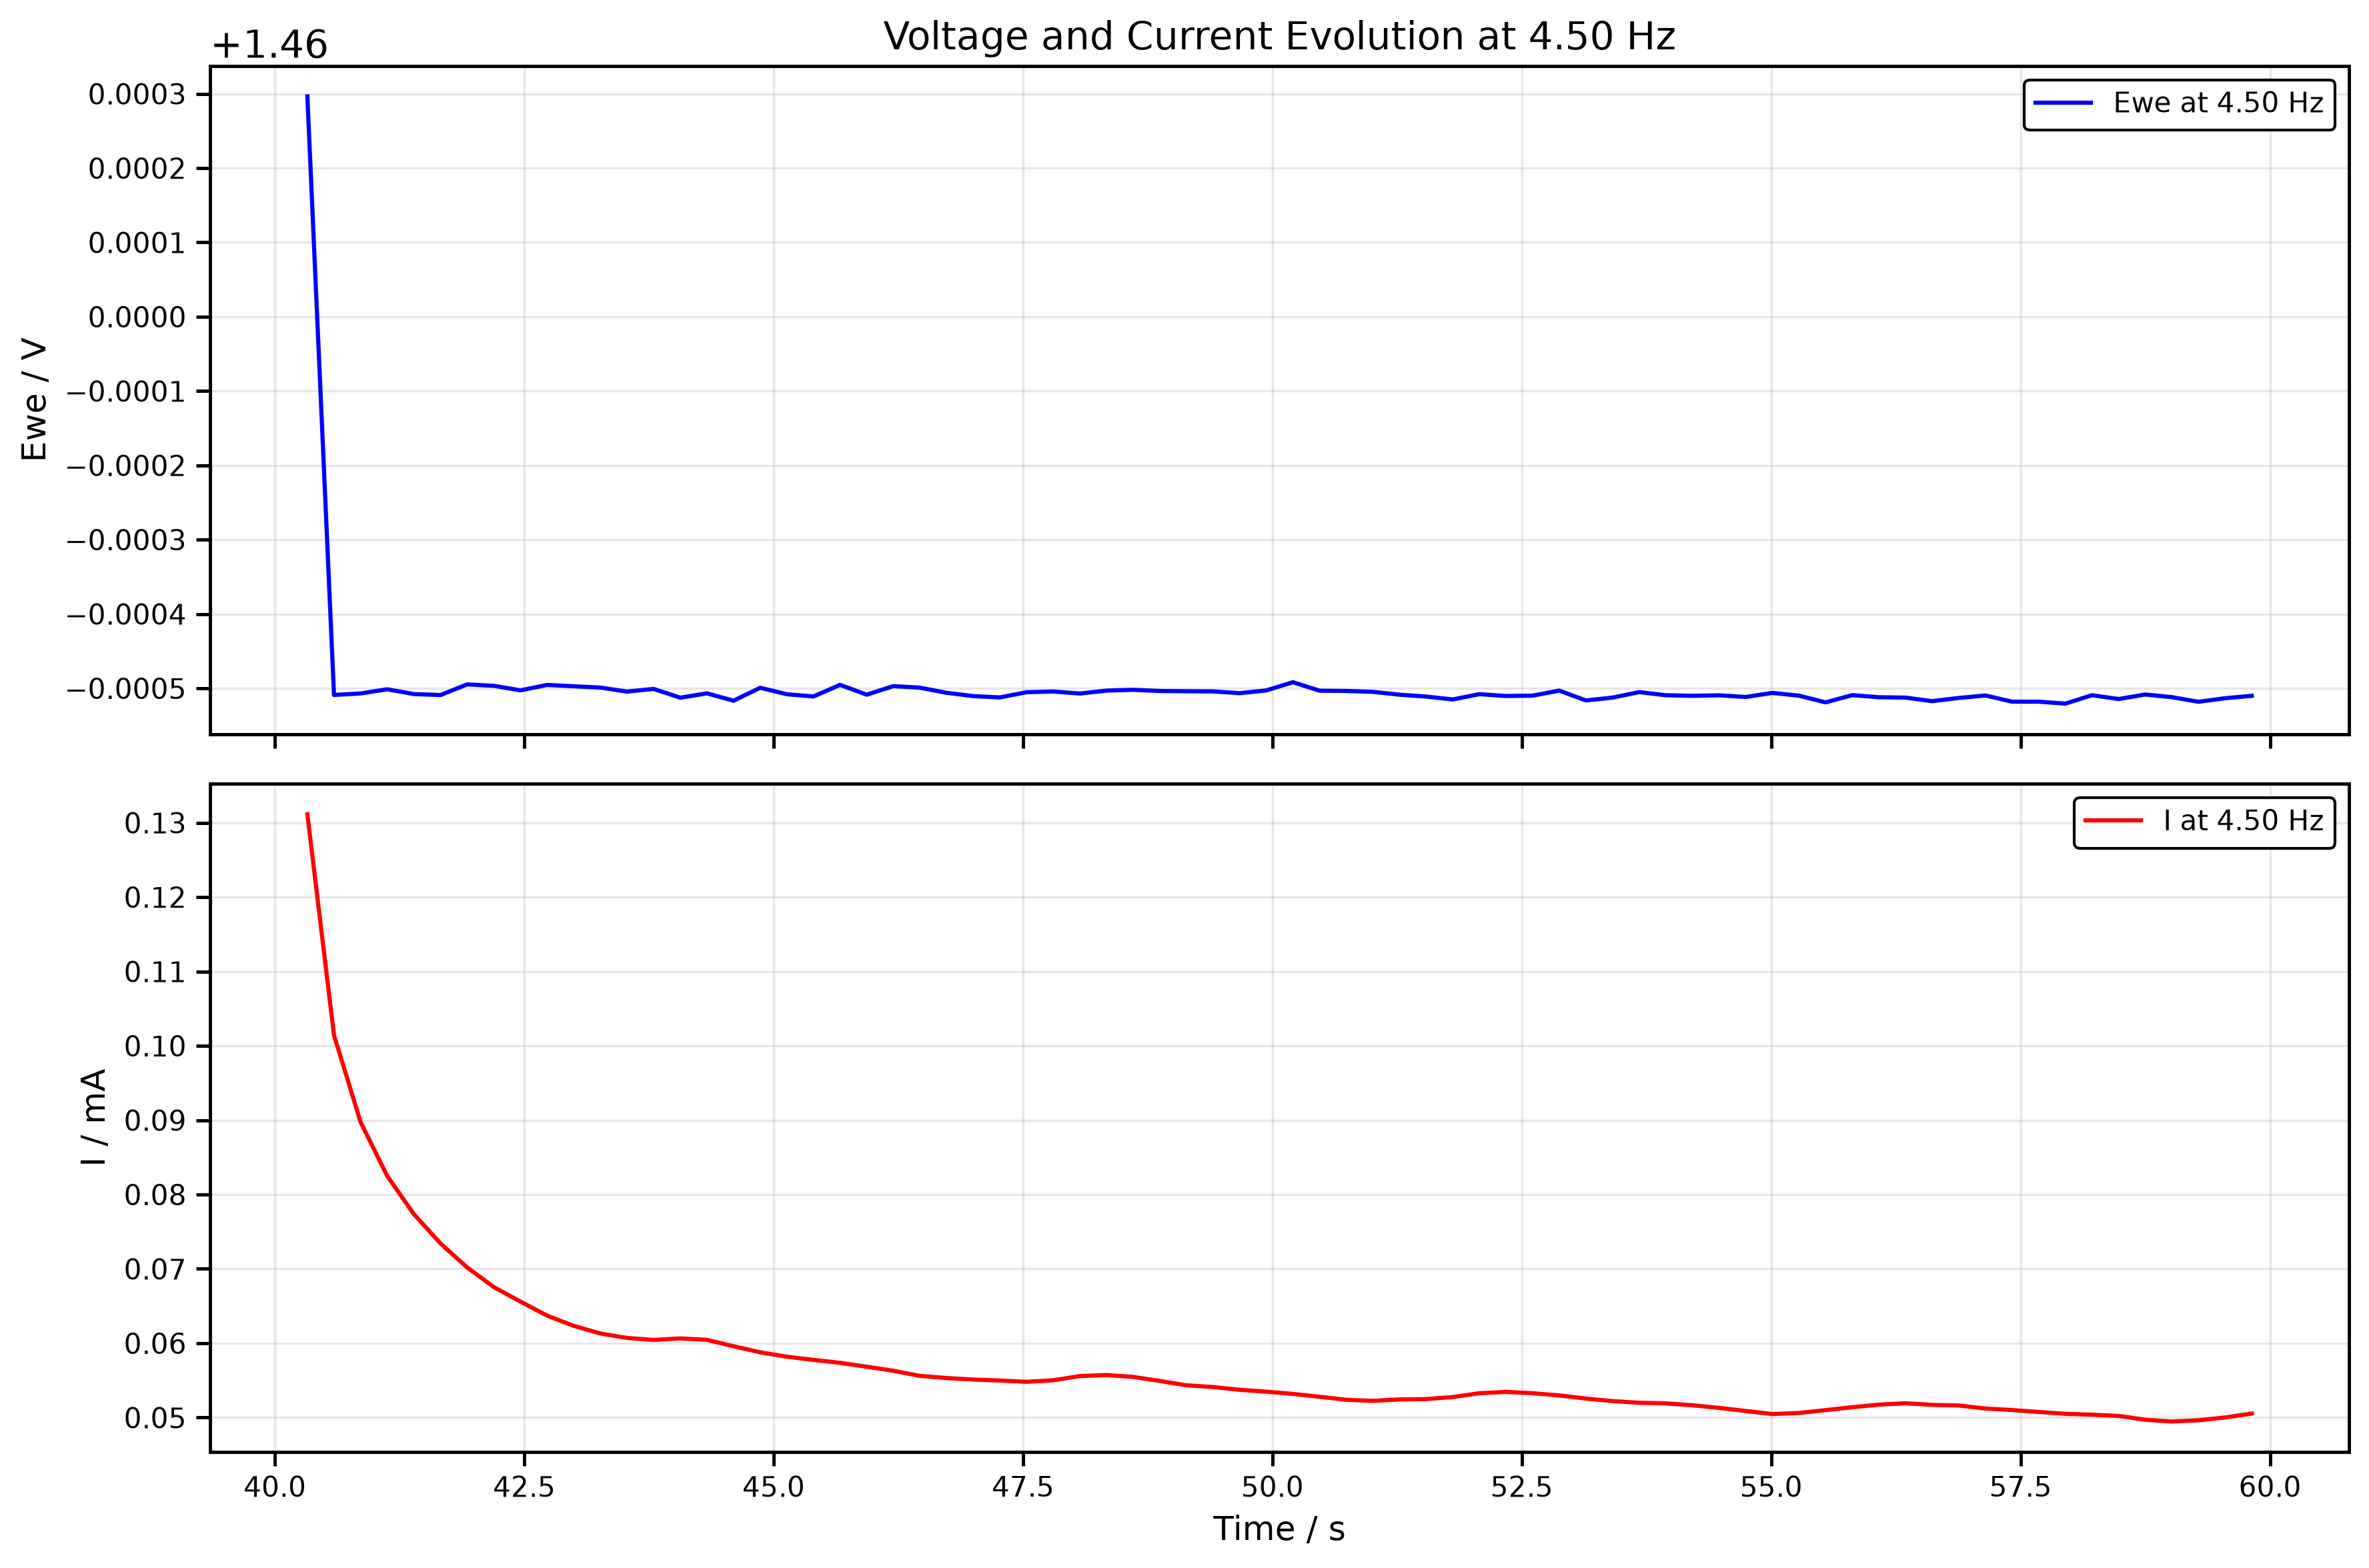 Voltage and Current Evolution at 4.50 Hz
+1.46
0.0003
0.0002
0.0001
0.0000
−0.0001
−0.0002
−0.0003
−0.0004
−0.0005
Ewe / V
Ewe at 4.50 Hz
0.13
0.12
0.11
0.10
0.09
0.08
0.07
0.06
0.05
I / mA
I at 4.50 Hz
40.0 42.5 45.0 47.5 50.0 52.5 55.0 57.5 60.0
Time / s